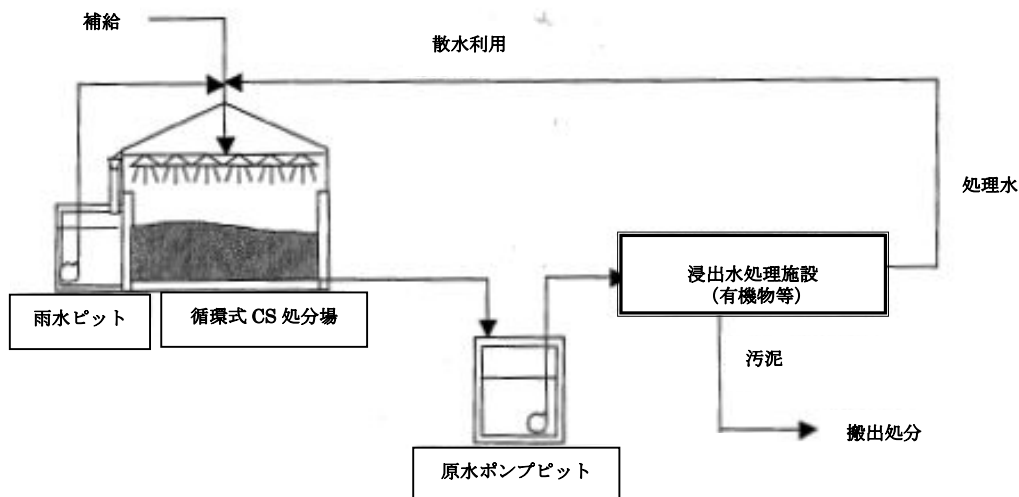 補給
散水利用
処理水
浸出水処理施設
（有機物等）
雨水ピット
循環式 CS 処分場
汚泥
搬出処分
原水ポンプピット